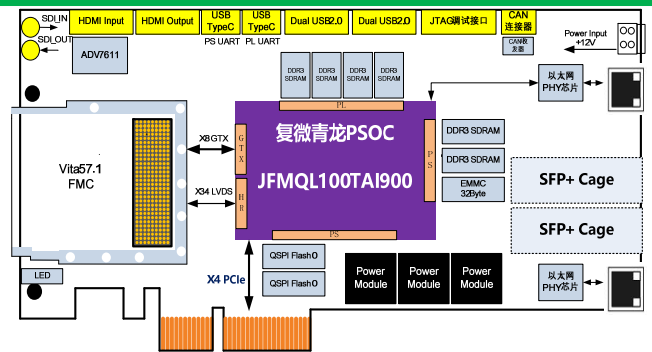 SDI_IN
SDI_OUT
HDMI Input
HDMI Output
USB
TypeC
USB
TypeC
Dual USB2.0
Dual USB2.0
JTAG调试接口
CAN
连接器
PS UART
PL UART
CAN收
发器
Power Input
+12V
ADV7611
DDR3
SDRAM
DDR3
SDRAM
DDR3
SDRAM
DDR3
SDRAM
以太网
PHY芯片
PL
复微青龙PSOC
JFMQL100TAI900
GTX
HR
PS
PS
X8 GTX
X34 LVDS
Vita57.1
FMC
DDR3 SDRAM
DDR3 SDRAM
EMMC
32Byte
SFP+ Cage
SFP+ Cage
LED
X4 PCIe
QSPI Flash0
QSPI Flash0
Power
Module
Power
Module
Power
Module
以太网
PHY芯片